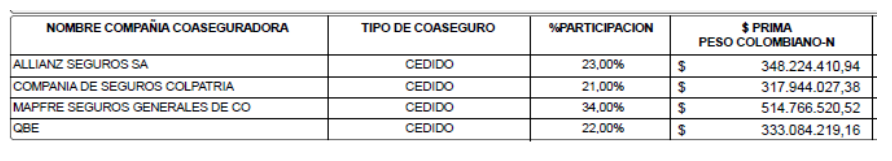 NOMBRE COMPAÑIA COASEGURADORA TIPO DE COASEGURO %PARTICIPACION $ PRIMA
PESO COLOMBIANO-N
ALLIANZ SEGUROS SA CEDIDO 23,00% $ 348.224.410,94
COMPANIA DE SEGUROS COLPATRIA CEDIDO 21,00% $ 317.944.027,38
MAPFRE SEGUROS GENERALES DE CO CEDIDO 34,00% $ 514.766.520,52
QBE CEDIDO 22,00% $ 333.084.219,16